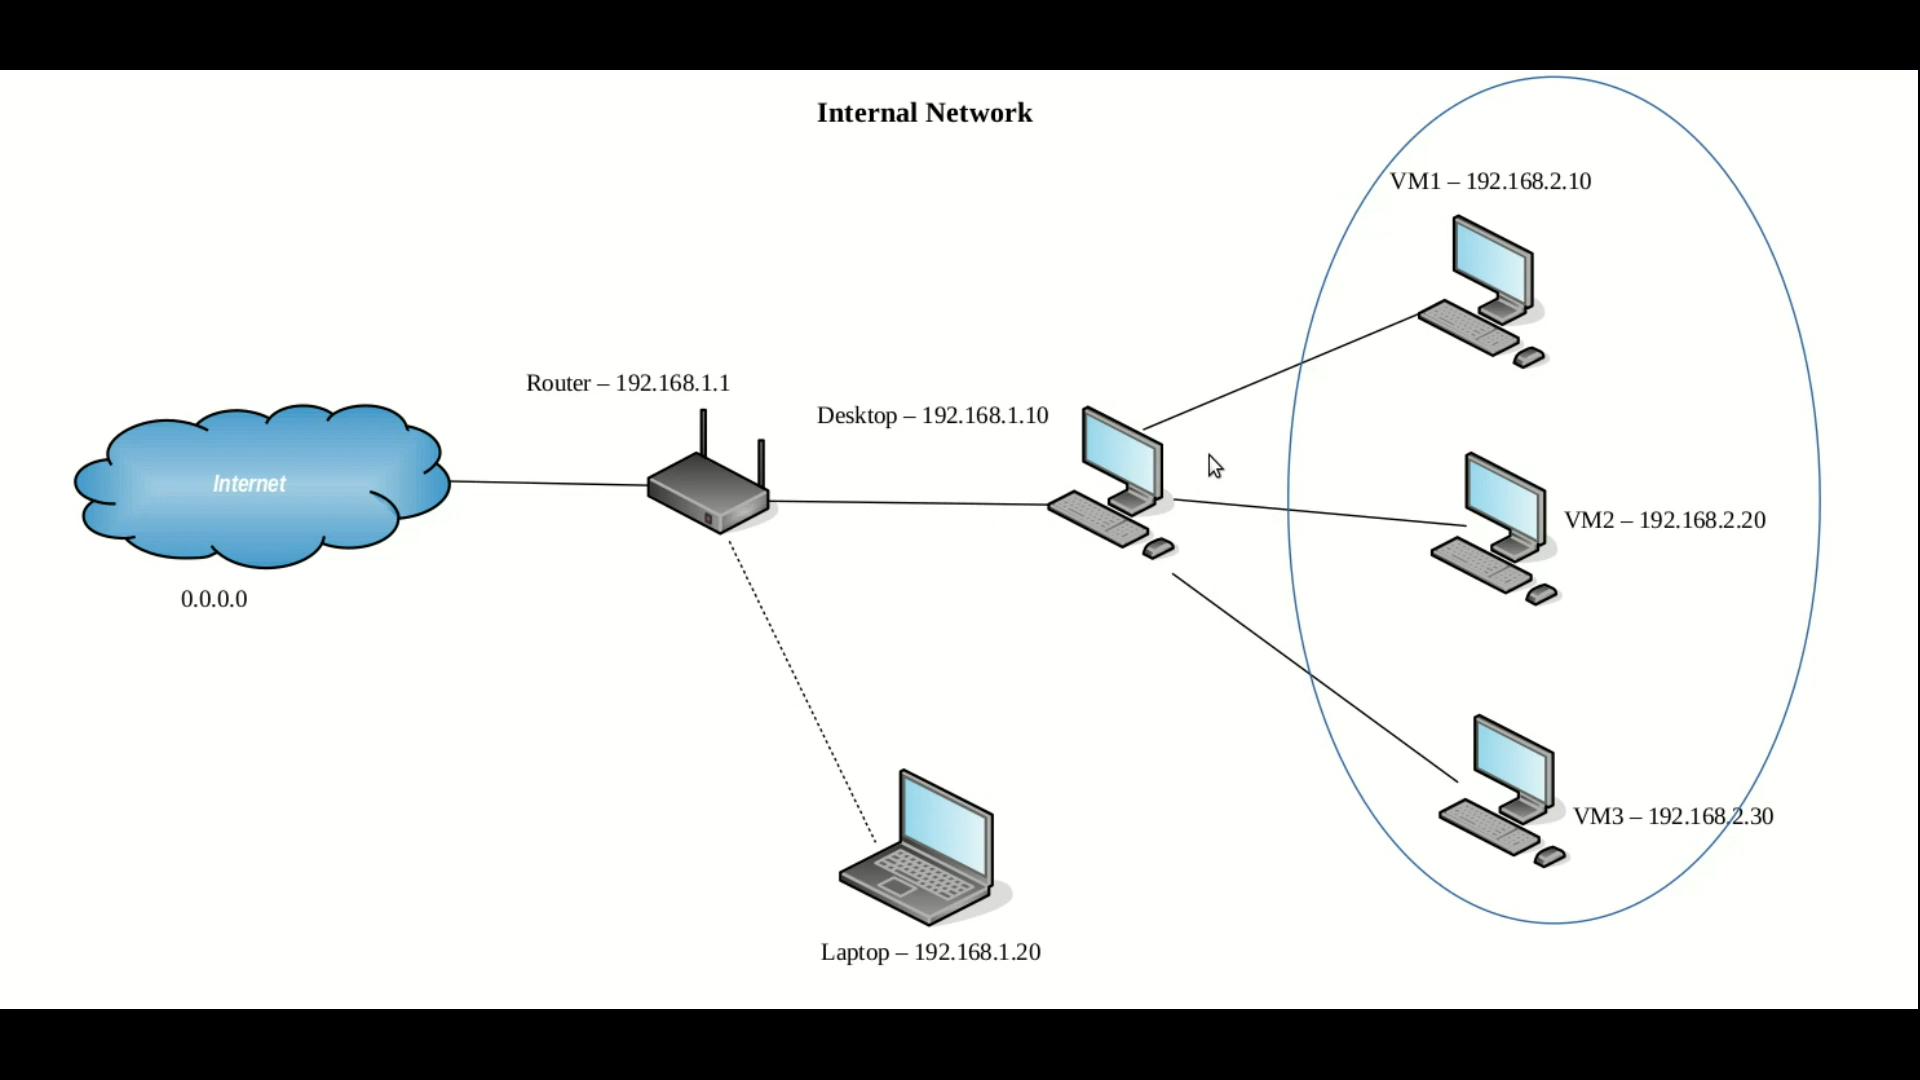 Internal Network
VM1 – 192.168.2.10
Router – 192.168.1.1
Desktop – 192.168.1.10
Internet
VM2 – 192.168.2.20
0.0.0.0
VM3 – 192.168.2.30
Laptop – 192.168.1.20